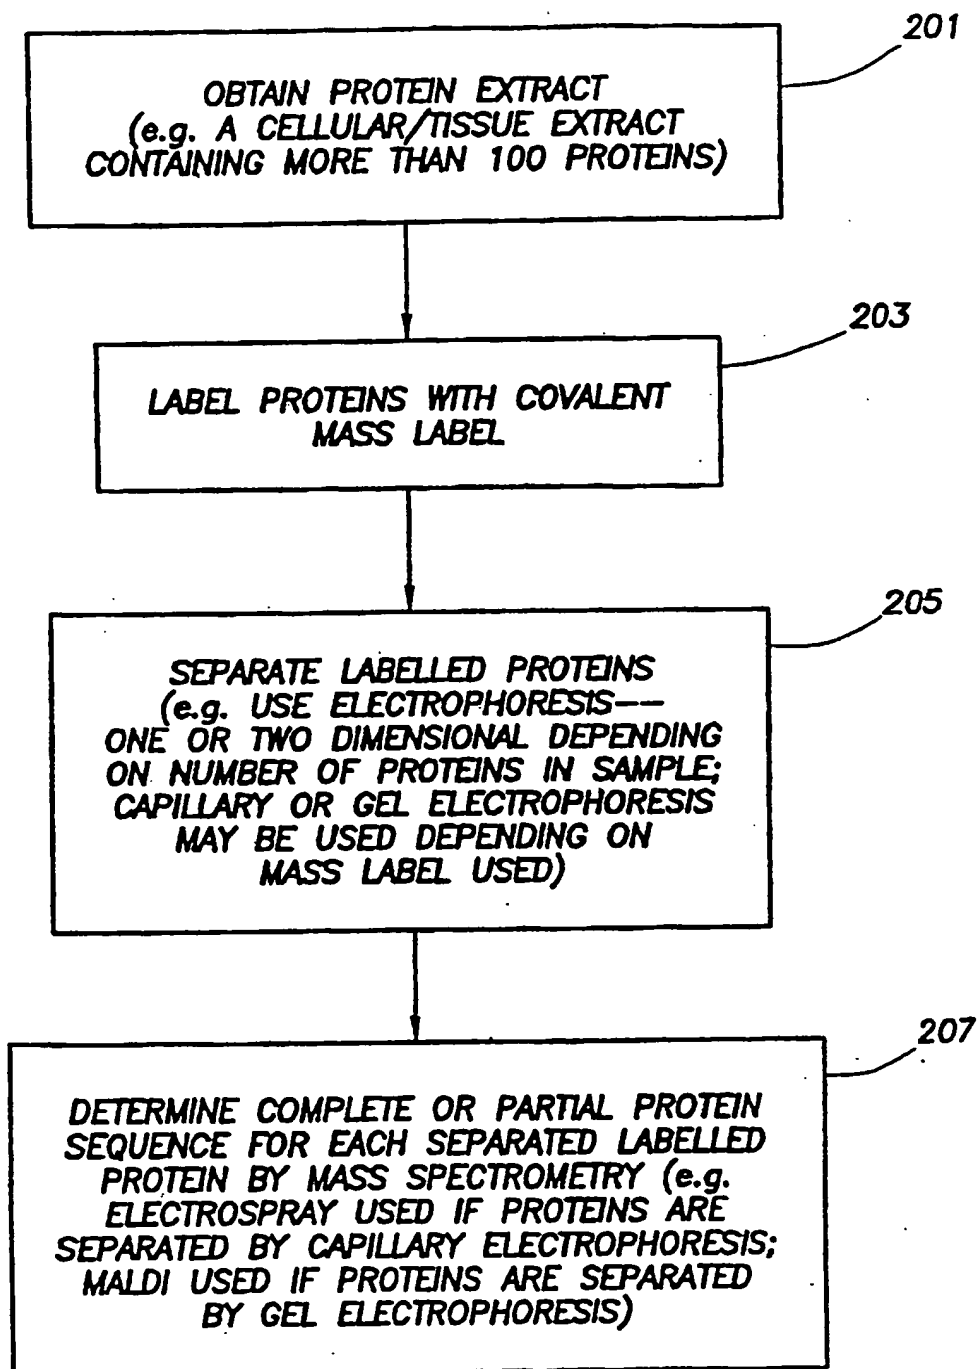 201
OBTAIN PROTEIN EXTRACT
(e.g. A CELLULAR/TISSUE EXTRACT
CONTAINING MORE THAN 100 PROTEINS)
203
LABEL PROTEINS WITH COVALENT
MASS LABEL
205
SEPARATE LABELLED PROTEINS
(e.g. USE ELECTROPHORESIS--
ONE OR TWO DIMENSIONAL DEPENDING
ON NUMBER OF PROTEINS IN SAMPLE;
CAPILLARY OR GEL ELECTROPHORESIS
MAY BE USED DEPENDING ON
MASS LABEL USED)
207
DETERMINE COMPLETE OR PARTIAL PROTEIN
SEQUENCE FOR EACH SEPARATED LABELLED
PROTEIN BY MASS SPECTROMETRY (e.g.
ELECTROSPRAY USED IF PROTEINS ARE
SEPARATED BY CAPILLARY ELECTROPHORESIS;
MALDI USED IF PROTEINS ARE SEPARATED
BY GEL ELECTROPHORESIS)